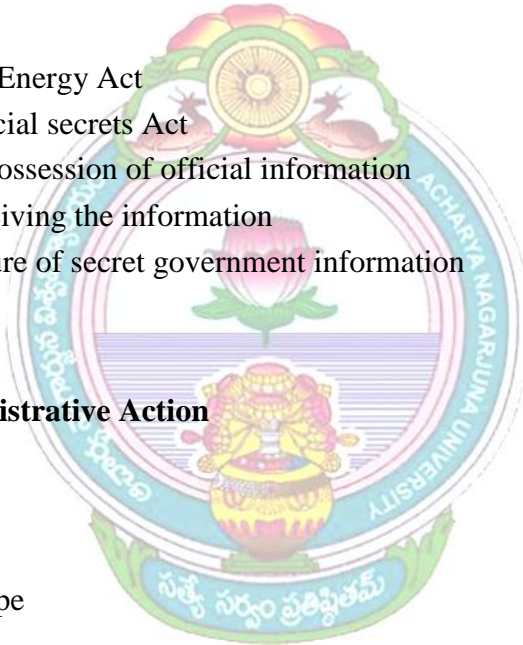 Energy Act
cial secrets Act
ossession of official information
iving the information
ure of secret government information
istrative Action
pe
ACHARYA NAGARJUNA UNIVERSITY
సత్యే సర్వం ప్రతిష్ఠితమ్